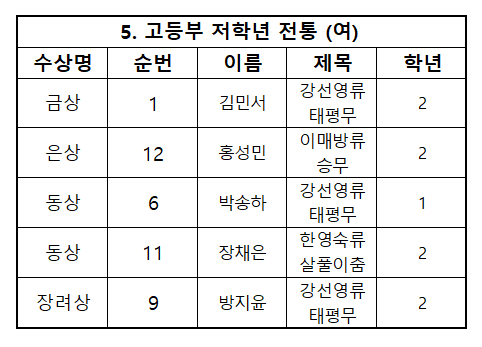 5. 고등부 저학년 전통 (여)
수상명 순번 이름 제목 학년
금상 1 김민서 강선영류 태평무 2
은상 12 홍성민 이매방류 승무 2
동상 6 박송하 강선영류 태평무 1
동상 11 장채은 한영숙류 살풀이춤 2
장려상 9 방지윤 강선영류 태평무 2